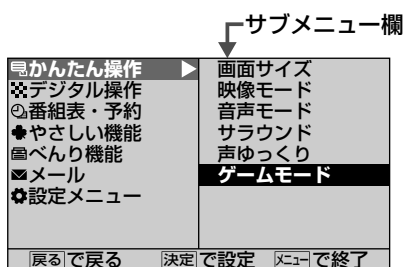 サブメニュー欄
かんたん操作 ▶ 画面サイズ
デジタル操作 映像モード
番組表・予約 音声モード
やさしい機能 サラウンド
べんり機能 声ゆっくり
メール ゲームモード
設定メニュー
戻る で戻る 決定 で設定 メニュー で終了